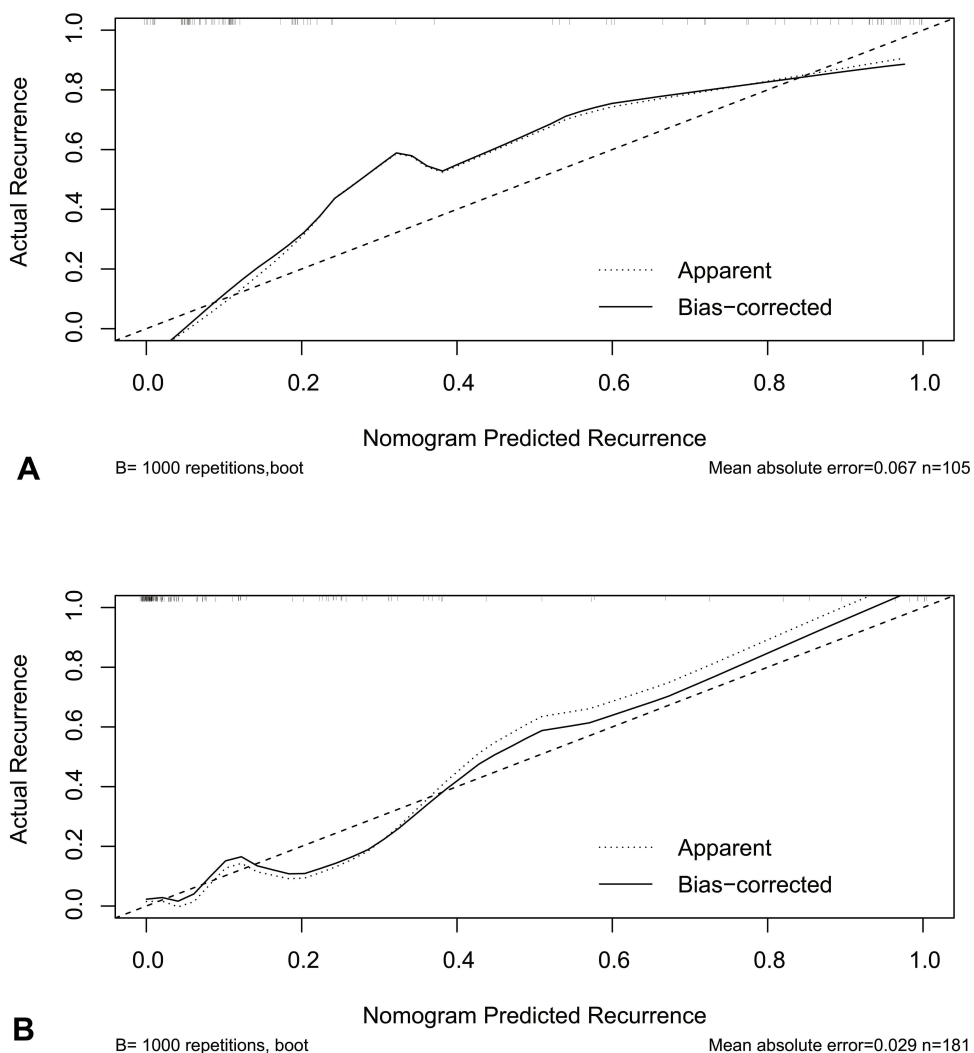 1.0
0.8
0.6
0.4
0.2
0.0
Actual Recurrence
Apparent
Bias−corrected
0.0 0.2 0.4 0.6 0.8 1.0
Nomogram Predicted Recurrence
A
B= 1000 repetitions,boot
Mean absolute error=0.067 n=105
1.0
0.8
0.6
0.4
0.2
0.0
Actual Recurrence
Apparent
Bias−corrected
0.0 0.2 0.4 0.6 0.8 1.0
Nomogram Predicted Recurrence
B
B= 1000 repetitions, boot
Mean absolute error=0.029 n=181